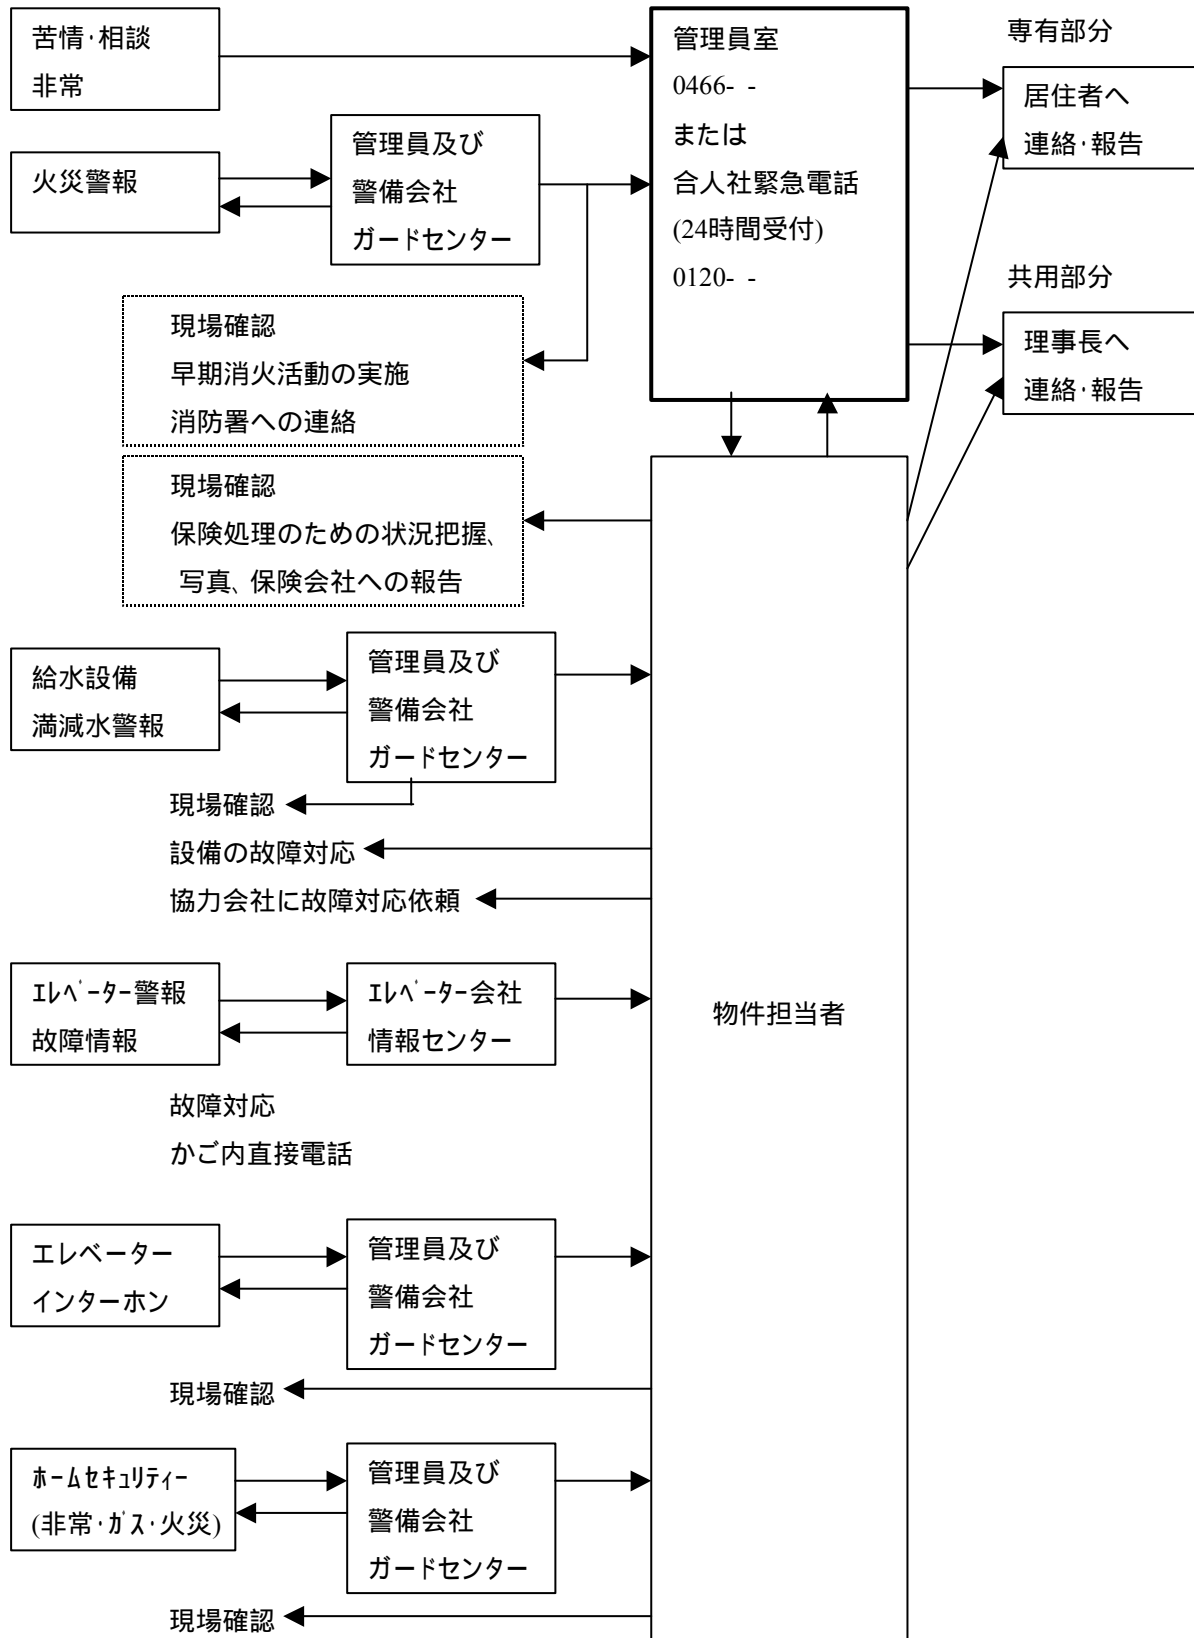 苦情・相談
非常
管理員室
0466- -
または
合人社緊急電話
(24時間受付)
0120- -
専有部分
居住者へ
連絡・報告
火災警報
管理員及び
警備会社
ガードセンター
共用部分
理事長へ
連絡・報告
現場確認
早期消火活動の実施
消防署への連絡
現場確認
保険処理のための状況把握、
写真、保険会社への報告
給水設備
満減水警報
管理員及び
警備会社
ガードセンター
現場確認
設備の故障対応
協力会社に故障対応依頼
エレベーター警報
故障情報
エレベーター会社
情報センター
物件担当者
故障対応
かご内直接電話
エレベーター
インターホン
管理員及び
警備会社
ガードセンター
現場確認
ホームセキュリティー
(非常・ガス・火災)
管理員及び
警備会社
ガードセンター
現場確認